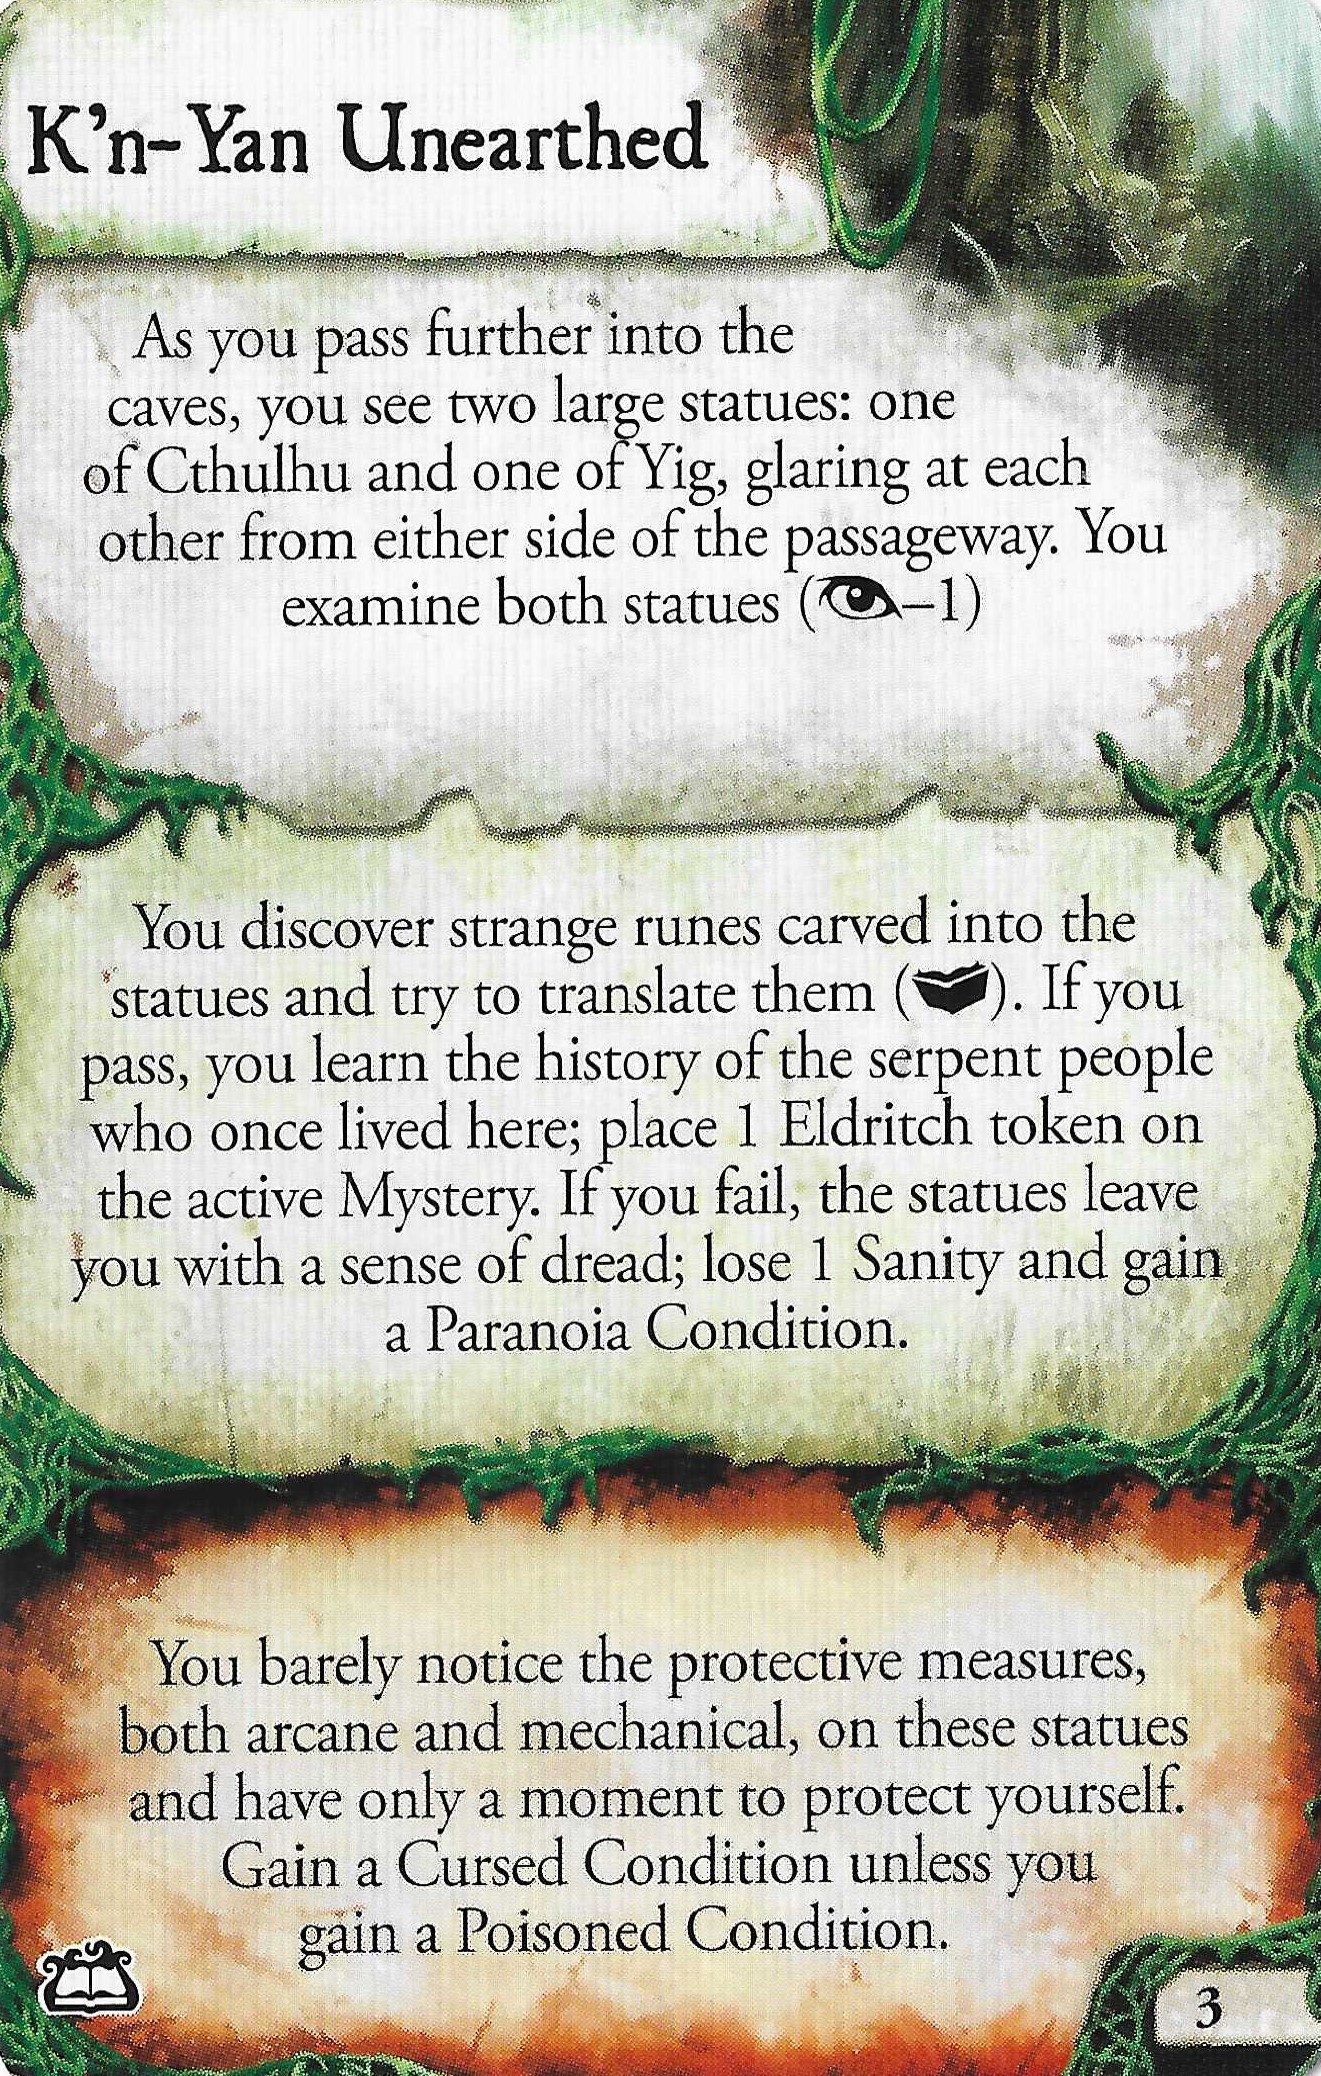 K'n-Yan Unearthed
As you pass further into the
caves, you see two large statues: one
of Cthulhu and one of Yig, glaring at each
other from either side of the passageway. You
examine both statues (–1)
You discover strange runes carved into the
statues and try to translate them (). If you
pass, you learn the history of the serpent people
who once lived here; place 1 Eldritch token on
the active Mystery. If you fail, the statues leave
you with a sense of dread; lose 1 Sanity and gain
a Paranoia Condition.
You barely notice the protective measures,
both arcane and mechanical, on these statues
and have only a moment to protect yourself.
Gain a Cursed Condition unless you
gain a Poisoned Condition.
3